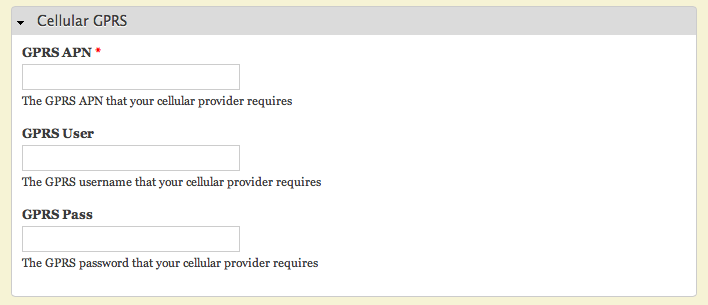 Cellular GPRS
GPRS APN *
The GPRS APN that your cellular provider requires
GPRS User
The GPRS username that your cellular provider requires
GPRS Pass
The GPRS password that your cellular provider requires